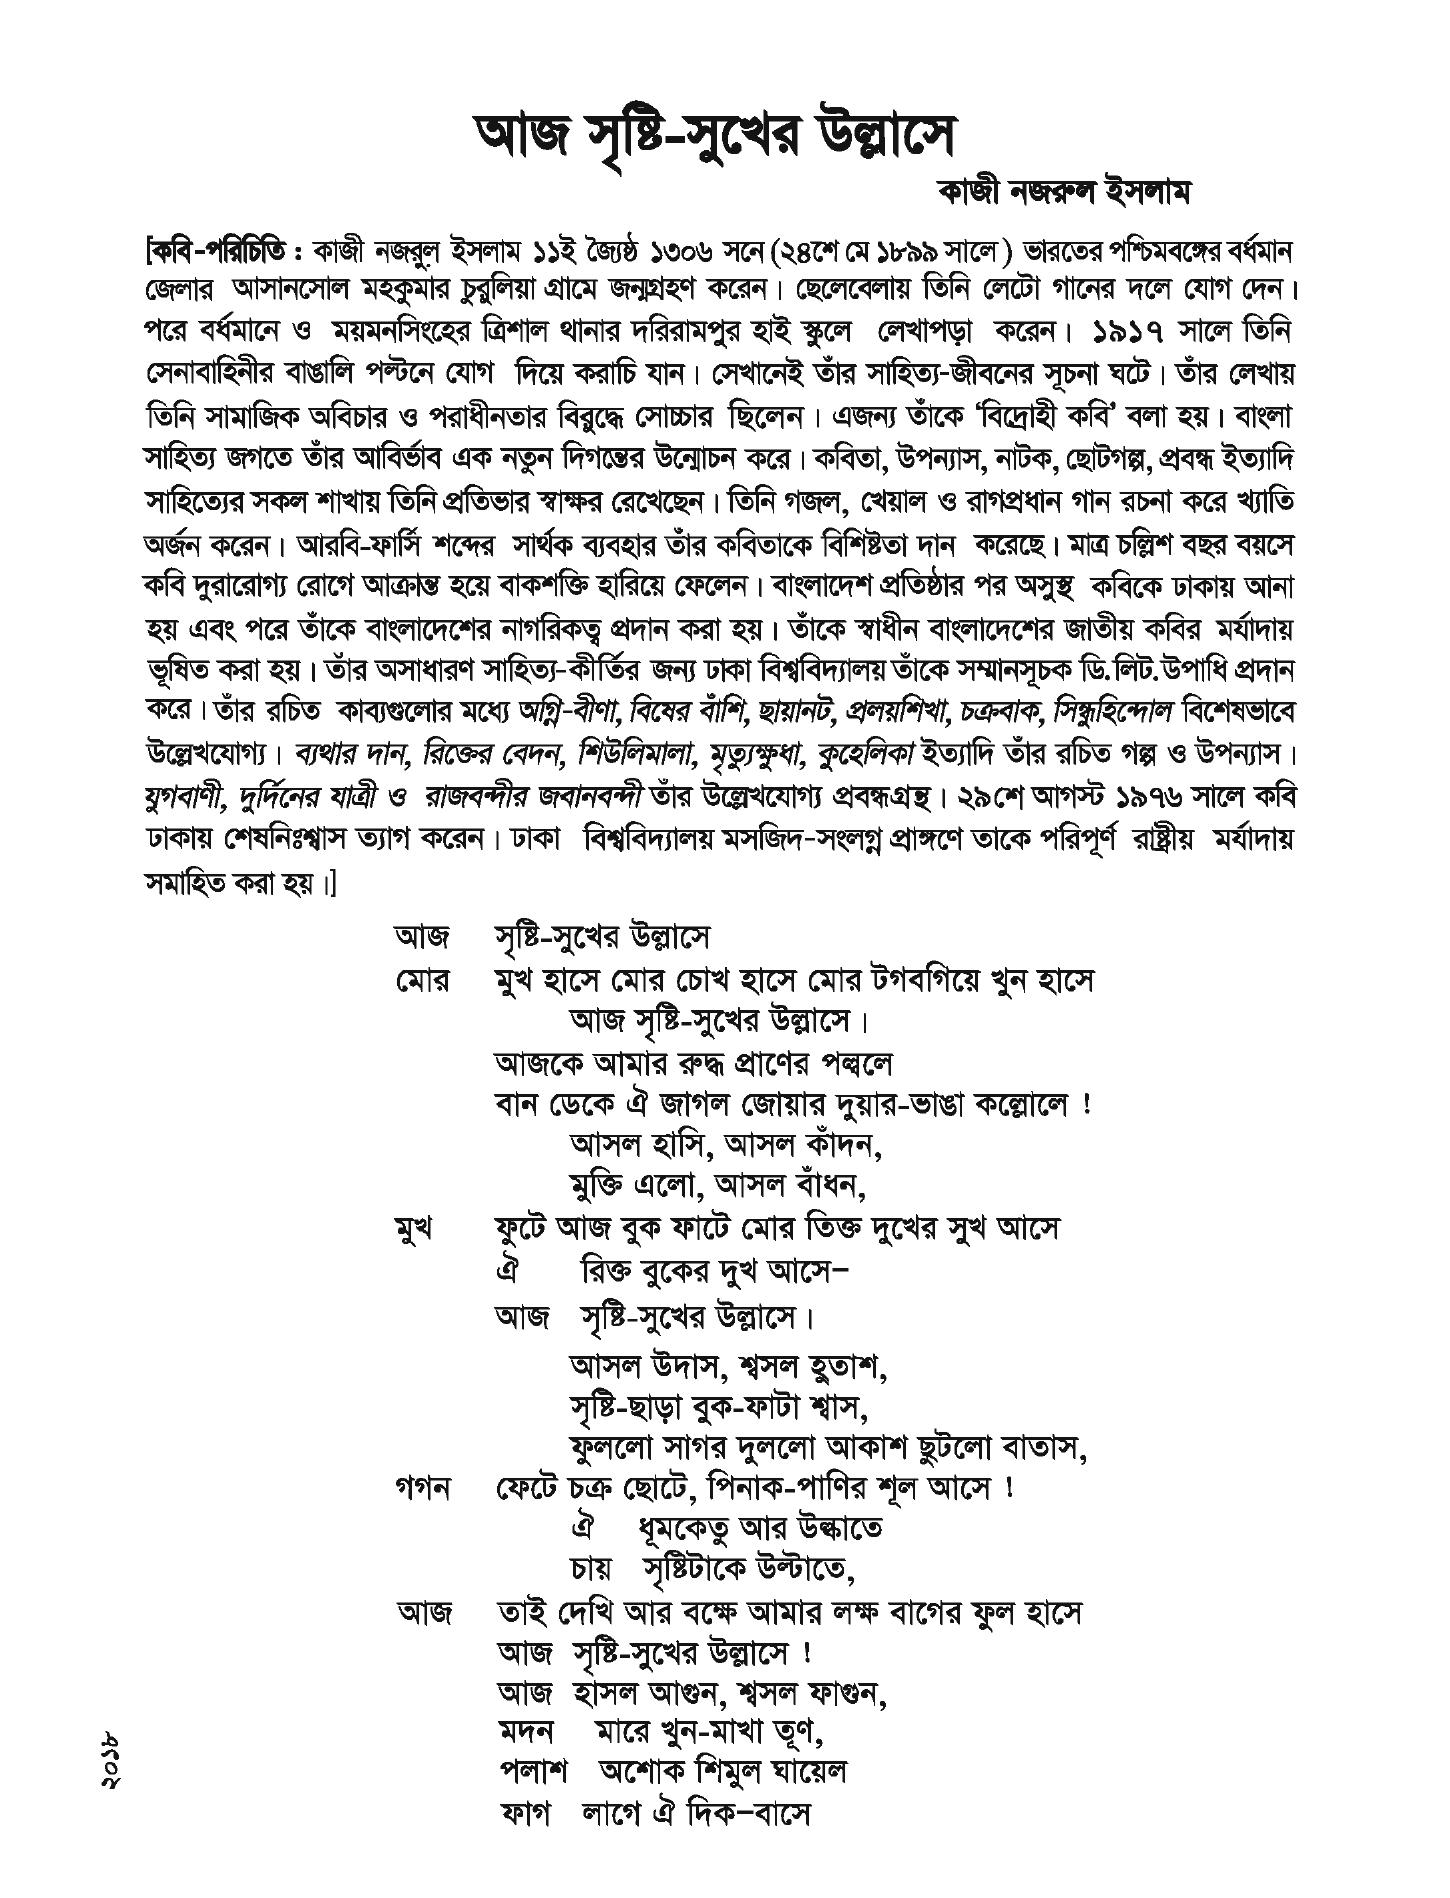 আজ সৃষ্টি-সুখের উল্লাসে
কাজী নজরুল ইসলাম
[কবি-পরিচিতি : কাজী নজরুল ইসলাম ১১ই জ্যৈষ্ঠ ১৩০৬ সনে (২৪শে মে ১৮৯৯ সালে) ভারতের পশ্চিমবঙ্গের বর্ধমান
জেলার আসানসোল মহকুমার চুরুলিয়া গ্রামে জন্মগ্রহণ করেন। ছেলেবেলায় তিনি লেটো গানের দলে যোগ দেন।
পরে বর্ধমানে ও ময়মনসিংহের ত্রিশাল থানার দরিরামপুর হাই স্কুলে লেখাপড়া করেন। ১৯১৭ সালে তিনি
সেনাবাহিনীর বাঙালি পল্টনে যোগ দিয়ে করাচি যান। সেখানেই তাঁর সাহিত্য-জীবনের সূচনা ঘটে। তাঁর লেখায়
তিনি সামাজিক অবিচার ও পরাধীনতার বিরুদ্ধে সোচ্চার ছিলেন। এজন্য তাঁকে ‘বিদ্রোহী কবি’ বলা হয়। বাংলা
সাহিত্য জগতে তাঁর আবির্ভাব এক নতুন দিগন্তের উন্মোচন করে। কবিতা, উপন্যাস, নাটক, ছোটগল্প, প্রবন্ধ ইত্যাদি
সাহিত্যের সকল শাখায় তিনি প্রতিভার স্বাক্ষর রেখেছেন। তিনি গজল, খেয়াল ও রাগপ্রধান গান রচনা করে খ্যাতি
অর্জন করেন। আরবি-ফার্সি শব্দের সার্থক ব্যবহার তাঁর কবিতাকে বিশিষ্টতা দান করেছে। মাত্র চল্লিশ বছর বয়সে
কবি দুরারোগ্য রোগে আক্রান্ত হয়ে বাকশক্তি হারিয়ে ফেলেন। বাংলাদেশ প্রতিষ্ঠার পর অসুস্থ কবিকে ঢাকায় আনা
হয় এবং পরে তাঁকে বাংলাদেশের নাগরিকত্ব প্রদান করা হয়। তাঁকে স্বাধীন বাংলাদেশের জাতীয় কবির মর্যাদায়
ভূষিত করা হয়। তাঁর অসাধারণ সাহিত্য-কীর্তির জন্য ঢাকা বিশ্ববিদ্যালয় তাঁকে সম্মানসূচক ডি.লিট.উপাধি প্রদান
করে। তাঁর রচিত কাব্যগুলোর মধ্যে অগ্নি-বীণা, বিষের বাঁশি, ছায়ানট, প্রলয়শিখা, চক্রবাক, সিন্ধুহিন্দোল বিশেষভাবে
উল্লেখযোগ্য। ব্যথার দান, রিক্তের বেদন, শিউলিমালা, মৃত্যুক্ষুধা, কুহেলিকা ইত্যাদি তাঁর রচিত গল্প ও উপন্যাস।
যুগবাণী, দুর্দিনের যাত্রী ও রাজবন্দীর জবানবন্দী তাঁর উল্লেখযোগ্য প্রবন্ধগ্রন্থ। ২৯শে আগস্ট ১৯৭৬ সালে কবি
ঢাকায় শেষনিঃশ্বাস ত্যাগ করেন। ঢাকা বিশ্ববিদ্যালয় মসজিদ-সংলগ্ন প্রাঙ্গণে তাকে পরিপূর্ণ রাষ্ট্রীয় মর্যাদায়
সমাহিত করা হয়।]
আজ সৃষ্টি-সুখের উল্লাসে
মোর মুখ হাসে মোর চোখ হাসে মোর টগবগিয়ে খুন হাসে
আজ সৃষ্টি-সুখের উল্লাসে।
আজকে আমার রুদ্ধ প্রাণের পল্বলে
বান ডেকে ঐ জাগল জোয়ার দুয়ার-ভাঙা কল্লোলে !
আসল হাসি, আসল কাঁদন,
মুক্তি এলো, আসল বাঁধন,
মুখ ফুটে আজ বুক ফাটে মোর তিক্ত দুখের সুখ আসে
ঐ রিক্ত বুকের দুখ আসে–
আজ সৃষ্টি-সুখের উল্লাসে।
আসল উদাস, শ্বসল হুতাশ,
সৃষ্টি-ছাড়া বুক-ফাটা শ্বাস,
ফুললো সাগর দুললো আকাশ ছুটলো বাতাস,
গগন ফেটে চক্র ছোটে, পিনাক-পাণির শূল আসে !
ঐ ধূমকেতু আর উল্কাতে
চায় সৃষ্টিটাকে উল্টাতে,
আজ তাই দেখি আর বক্ষে আমার লক্ষ বাগের ফুল হাসে
আজ সৃষ্টি-সুখের উল্লাসে !
আজ হাসল আগুন, শ্বসল ফাগুন,
মদন মারে খুন-মাখা তূণ,
পলাশ অশোক শিমুল ঘায়েল
ফাগ লাগে ঐ দিক–বাসে
২০১৮